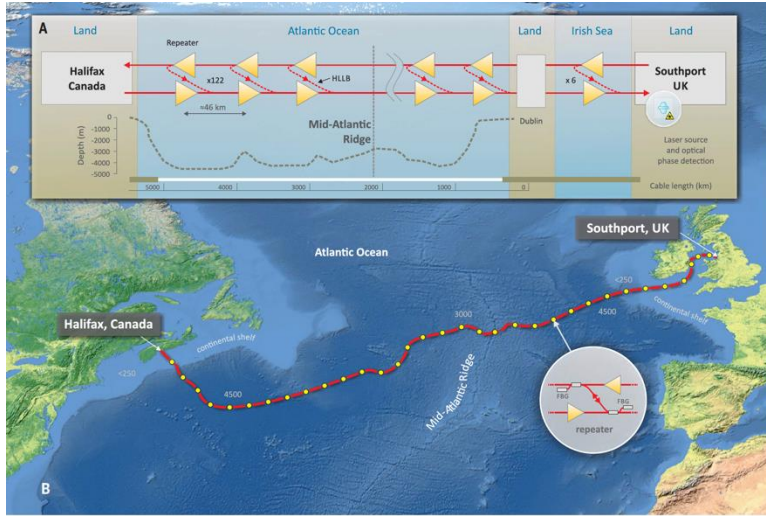 A
Land
Atlantic Ocean
Land
Irish Sea
Land
Repeater
Halifax
Canada
x122
HLLB
≈46 km
x 6
Southport
UK
Dublin
Mid-Atlantic
Ridge
Laser source
and optical
phase detection
Depth (m)
0
-1000
-2000
-3000
-4000
-5000
5000
4000
3000
2000
1000
0
Cable length (km)
Southport, UK
Atlantic Ocean
<250
4500
continental shelf
3000
Halifax, Canada
continental shelf
<250
4500
Mid-Atlantic Ridge
FBG
FBG
repeater
B